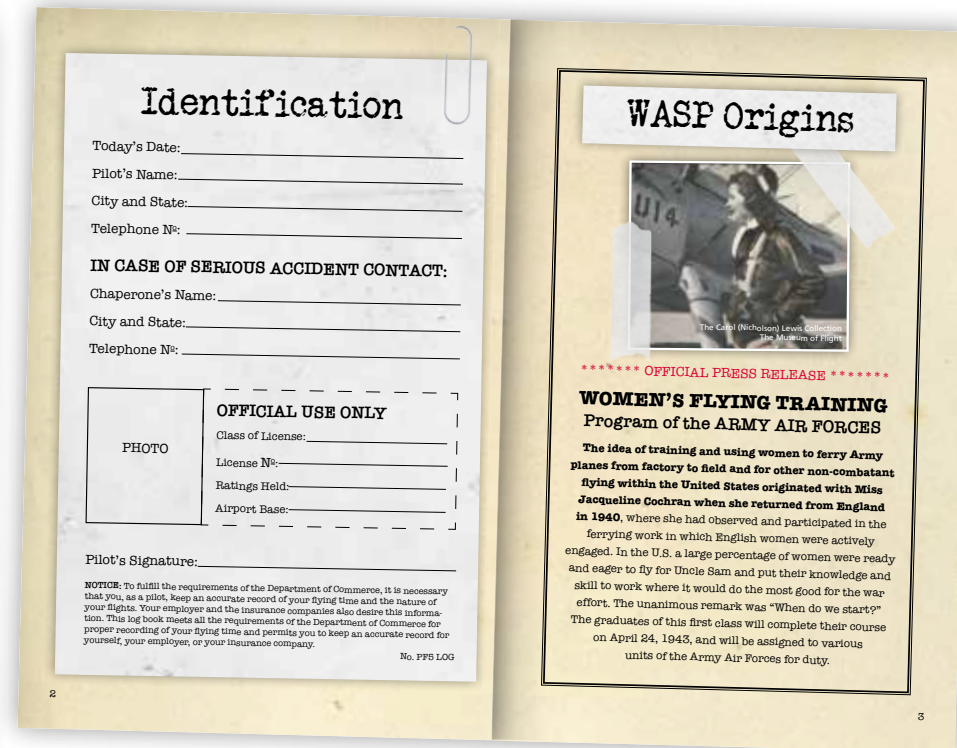 Identification
Today's Date:
Pilot's Name:
City and State:
Telephone Nº:
IN CASE OF SERIOUS ACCIDENT CONTACT:
Chaperone's Name:
City and State:
Telephone Nº:
PHOTO
OFFICIAL USE ONLY
Class of License:
License Nº:
Ratings Held:
Airport Base:
Pilot's Signature:
NOTICE: To fulfill the requirements of the Department of Commerce, it is necessary
that you, as a pilot, keep an accurate record of your flying time and the nature of
your flights. Your employer and the insurance companies also desire this informa-
tion. This log book meets all the requirements of the Department of Commerce for
proper recording of your flying time and permits you to keep an accurate record for
yourself, your employer, or your insurance company.
No. PF5 LOG
2
WASP Origins
U14
The Carol (Nicholson) Lewis Collection
The Museum of Flight
******* OFFICIAL PRESS RELEASE *******
WOMEN'S FLYING TRAINING
Program of the ARMY AIR FORCES
The idea of training and using women to ferry Army
planes from factory to field and for other non-combatant
flying within the United States originated with Miss
Jacqueline Cochran when she returned from England
in 1940, where she had observed and participated in the
ferrying work in which English women were actively
engaged. In the U.S. a large percentage of women were ready
and eager to fly for Uncle Sam and put their knowledge and
skill to work where it would do the most good for the war
effort. The unanimous remark was "When do we start?"
The graduates of this first class will complete their course
on April 24, 1943, and will be assigned to various
units of the Army Air Forces for duty.
3